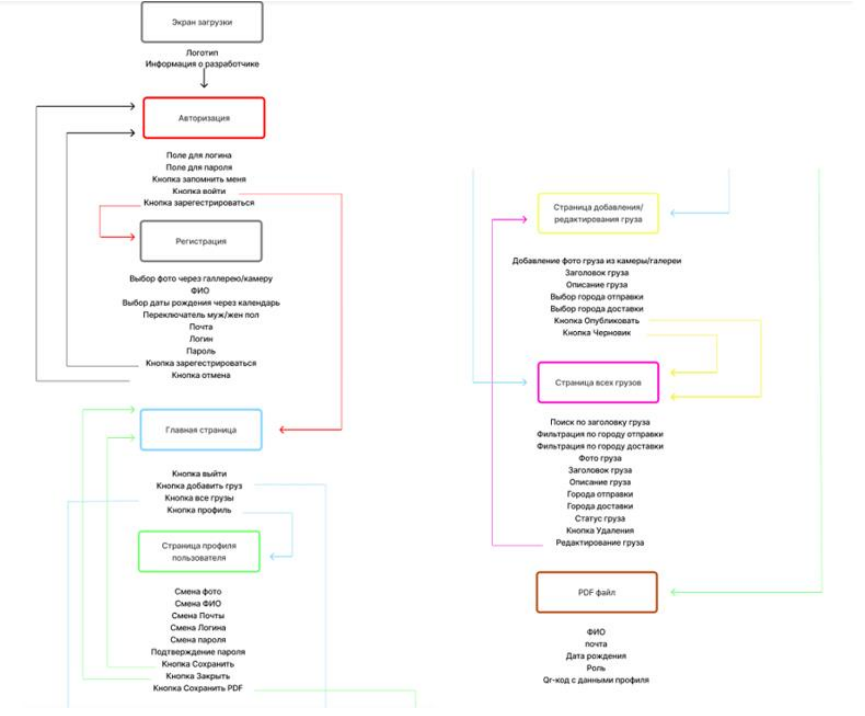 Экран загрузки
Логотип
Информация о разработчике
Авторизация
Поле для логина
Поле для пароля
Кнопка запомнить меня
Кнопка войти
Кнопка зарегестрироваться
Регистрация
Выбор фото через галлерею/камеру
ФИО
Выбор даты рождения через календарь
Переключатель муж/жен пол
Почта
Логин
Пароль
Кнопка зарегестрироваться
Кнопка отмена
Главная страница
Кнопка выйти
Кнопка добавить груз
Кнопка все грузы
Кнопка профиль
Страница профиля
пользователя
Смена фото
Смена ФИО
Смена Почты
Смена Логина
Смена пароля
Подтверждение пароля
Кнопка Сохранить
Кнопка Закрыть
Кнопка Сохранить PDF
Страница добавления/
редактирования груза
Добавление фото груза из камеры/галереи
Заголовок груза
Описание груза
Выбор города отправки
Выбор города доставки
Кнопка Опубликовать
Кнопка Черновик
Страница всех грузов
Поиск по заголовку груза
Фильтрация по городу отправки
Фильтрация по городу доставки
Фото груза
Заголовок груза
Описание груза
Города отправки
Города доставки
Статус груза
Кнопка Удаления
Редактирование груза
PDF файл
ФИО
почта
Дата рождения
Роль
Qr-код с данными профиля